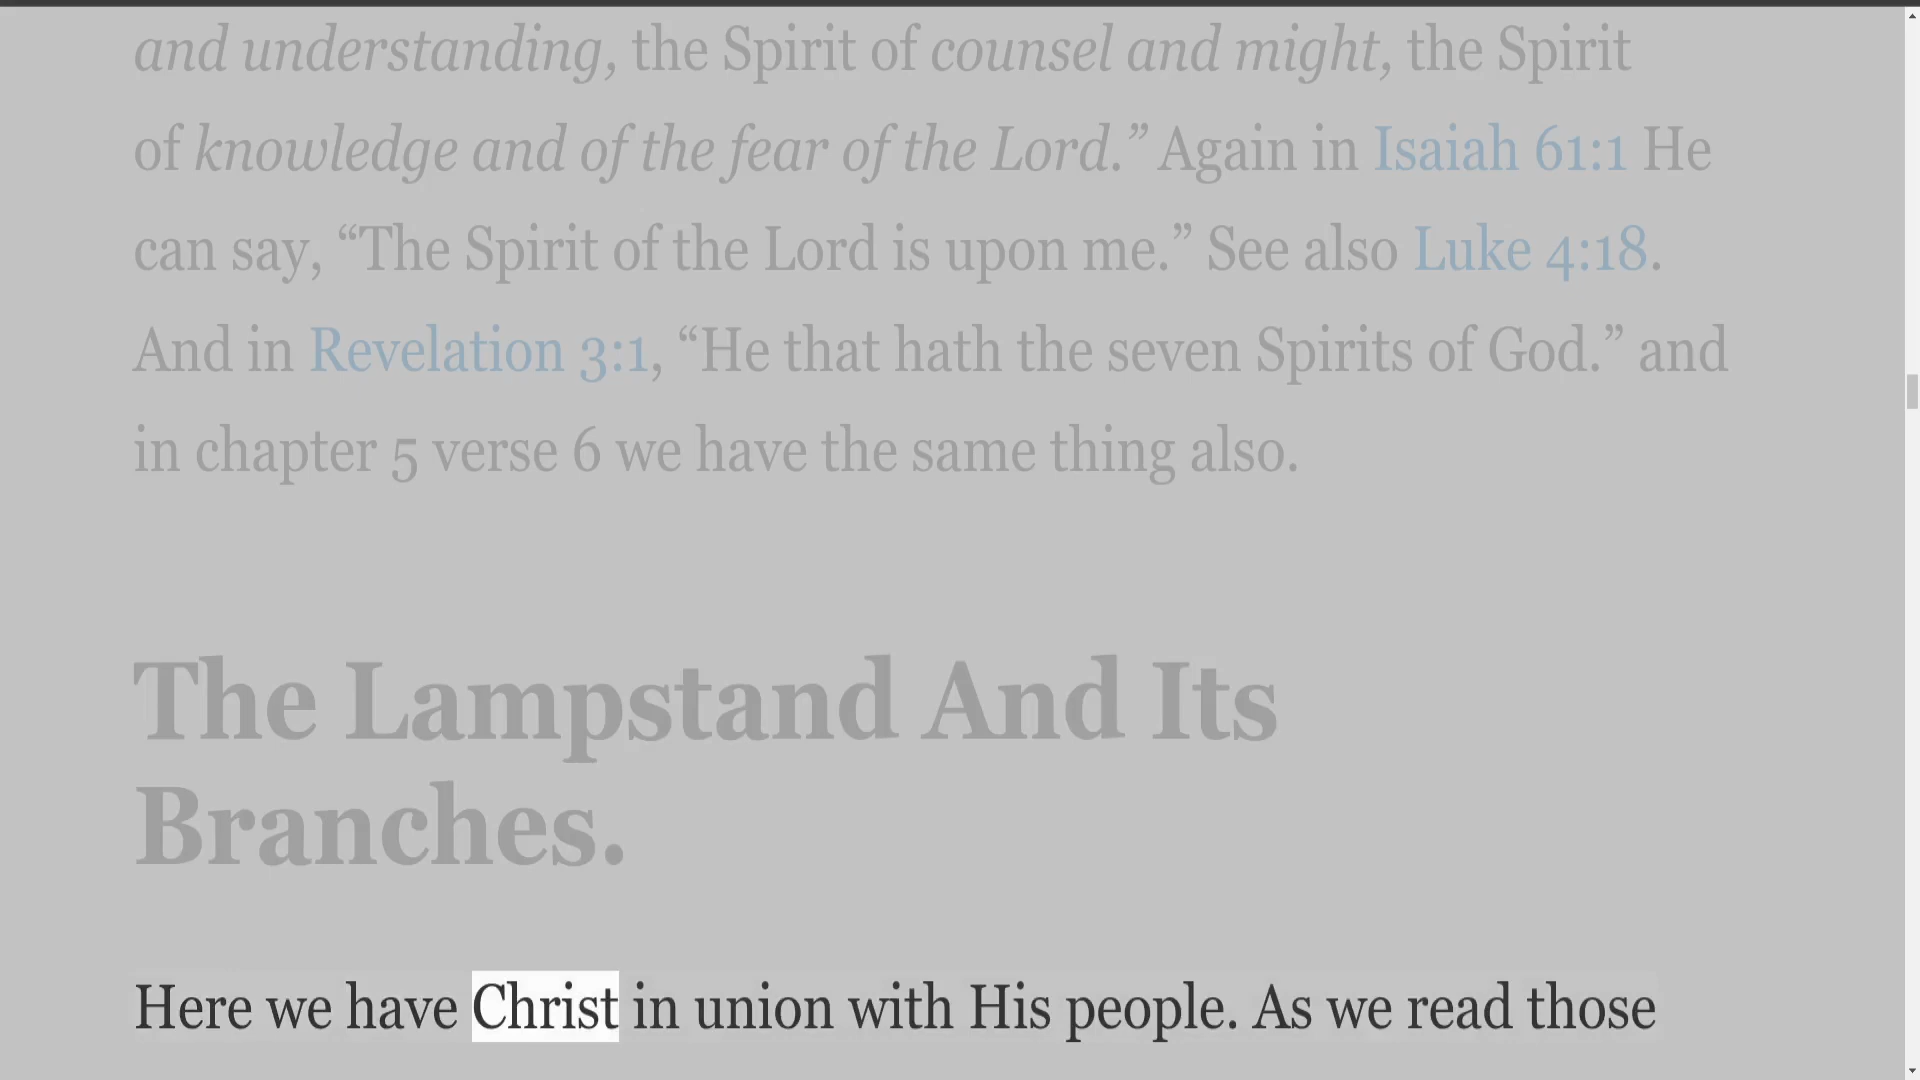 and understanding, the Spirit of counsel and might, the Spirit
of knowledge and of the fear of the Lord.” Again in Isaiah 61:1 He
can say, “The Spirit of the Lord is upon me.” See also Luke 4:18.
And in Revelation 3:1, “He that hath the seven Spirits of God.” and
in chapter 5 verse 6 we have the same thing also.
The Lampstand And Its
Branches.
Here we have Christ in union with His people. As we read those